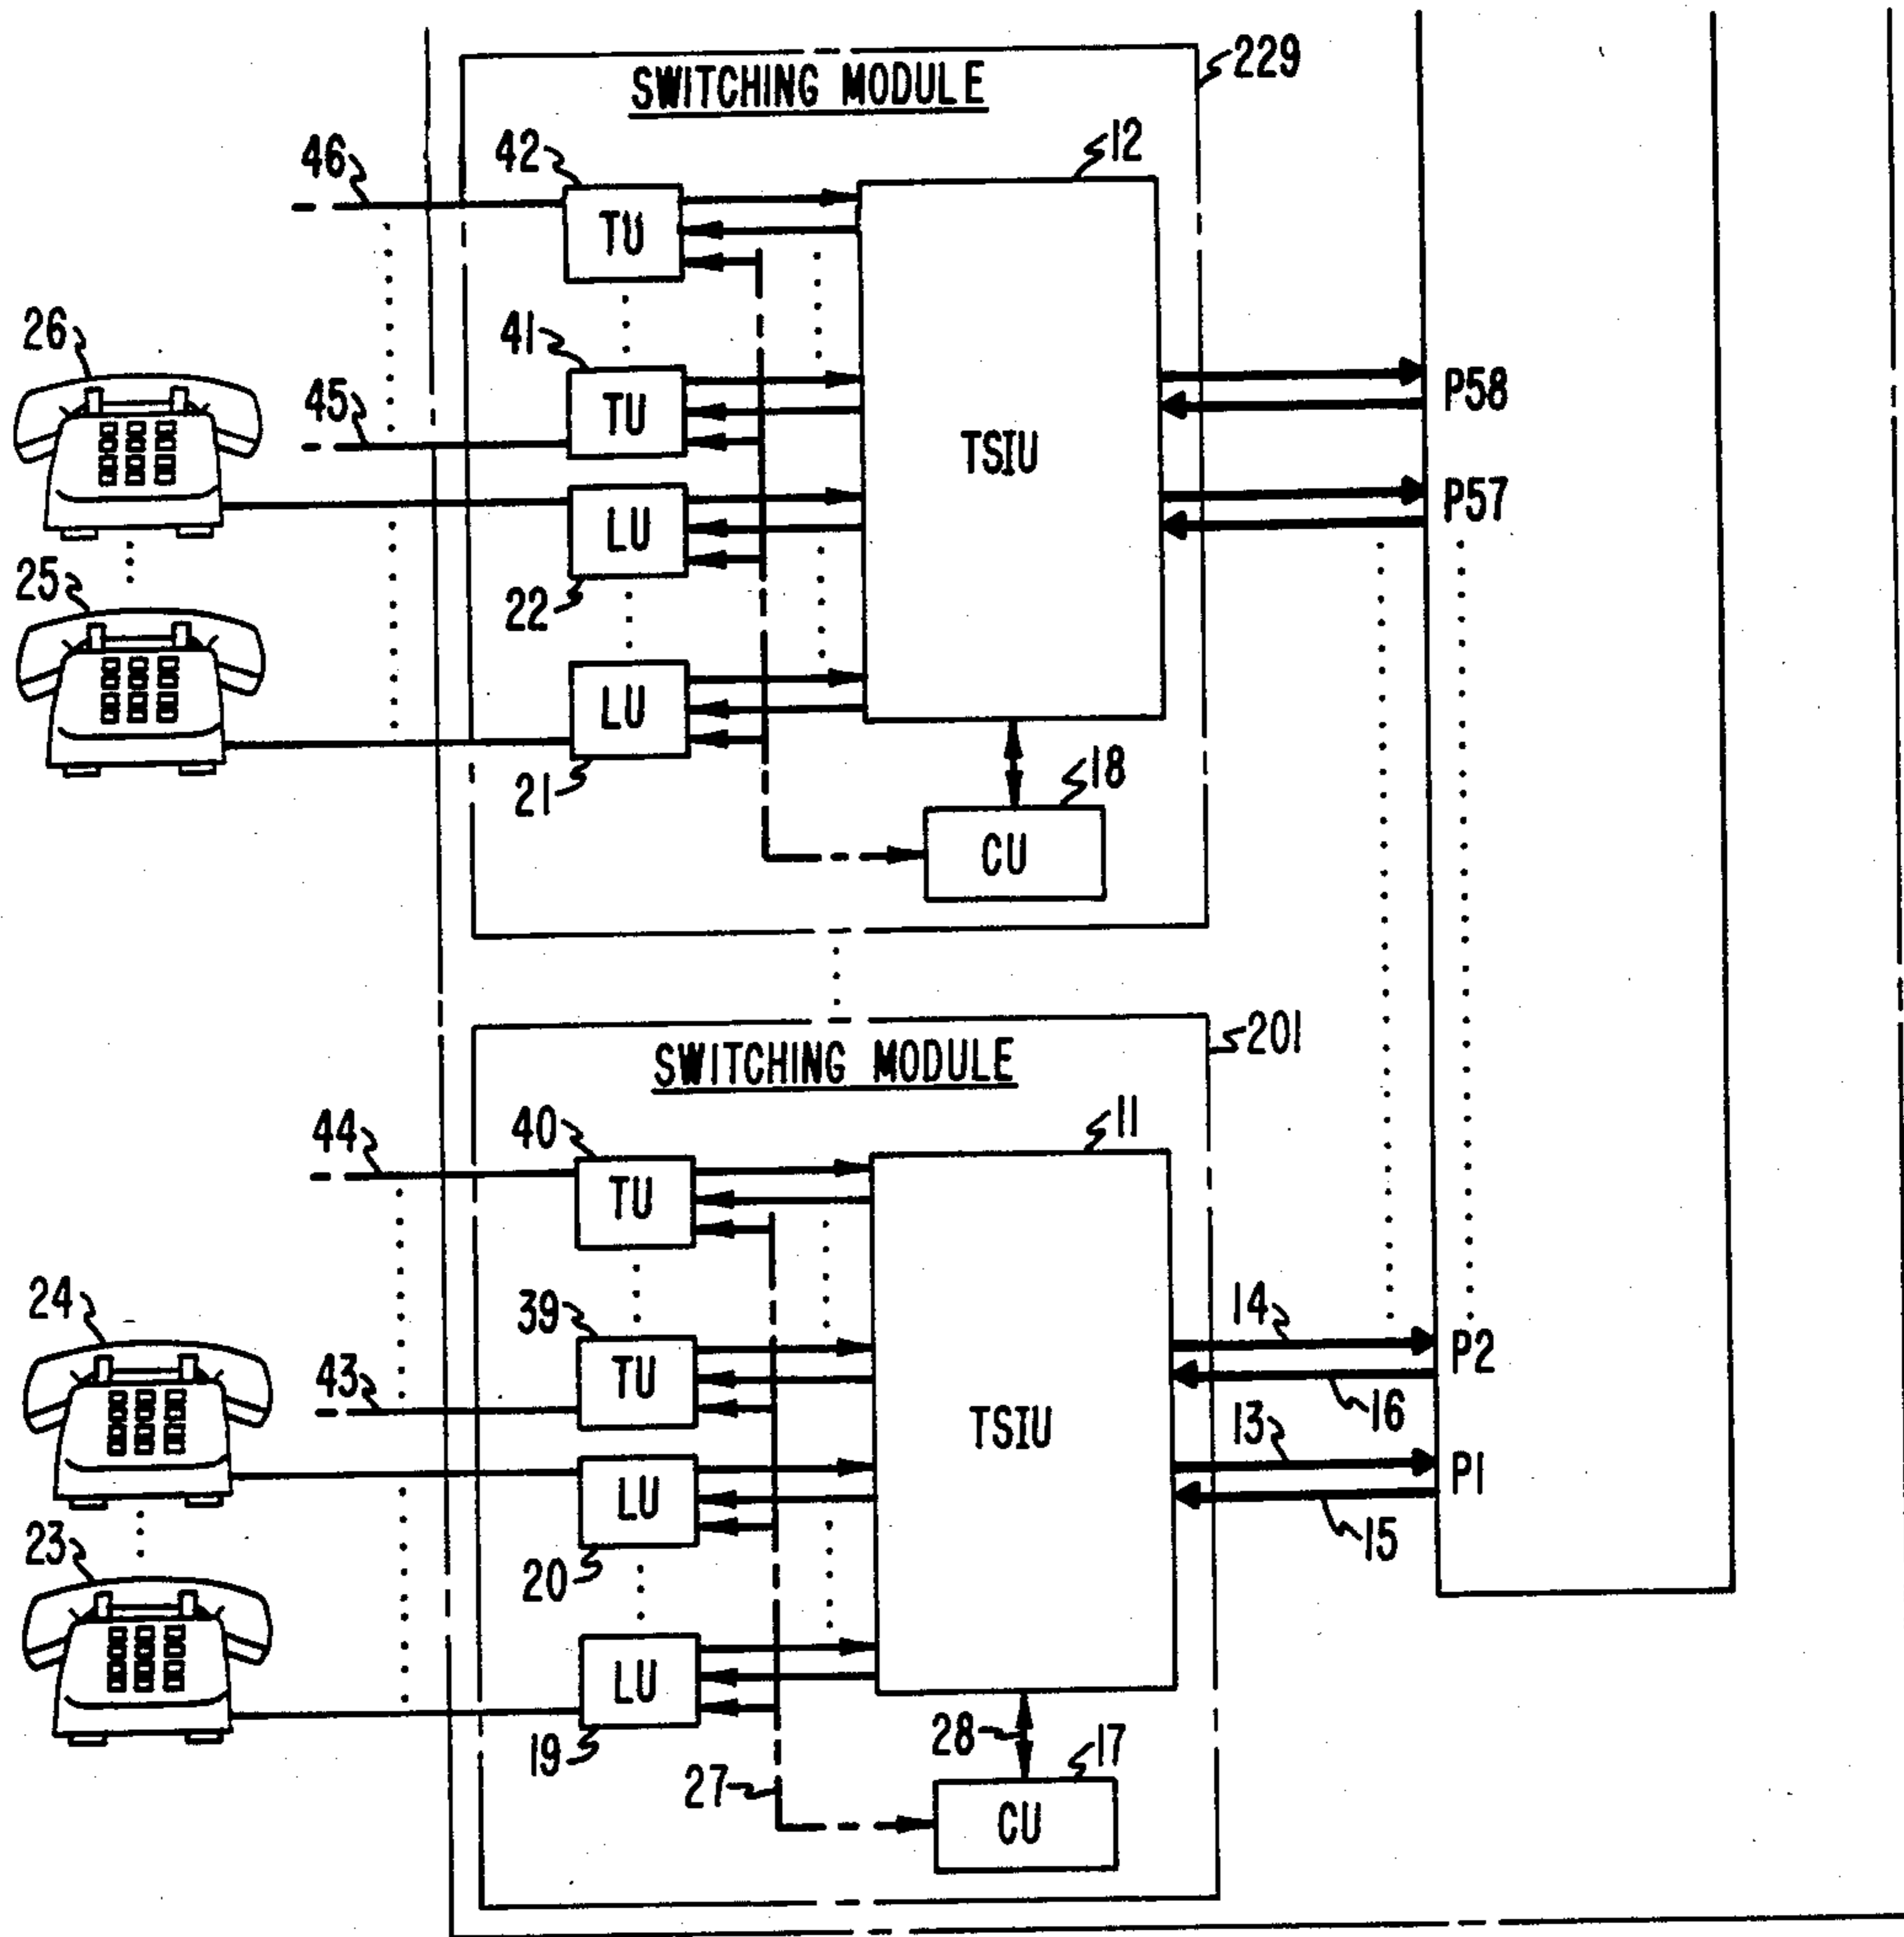 SWITCHING MODULE
229
46
42
12
TU
26
41
45
TU
TSIU
P58
P57
LU
25
22
LU
21
18
CU
SWITCHING MODULE
201
44
40
11
TU
24
39
43
TU
TSIU
14
P2
16
13
P1
15
LU
23
20
LU
19
28
17
27
CU